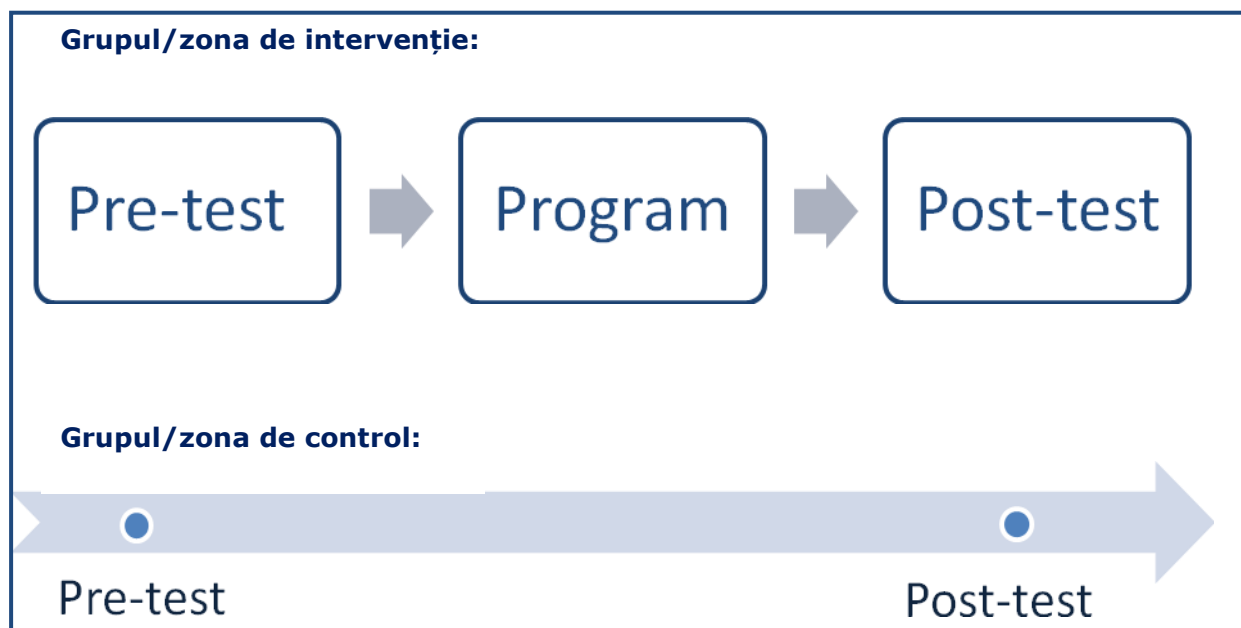 Grupul/zona de intervenție:
Pre-test
Program
Post-test
Grupul/zona de control:
Pre-test
Post-test